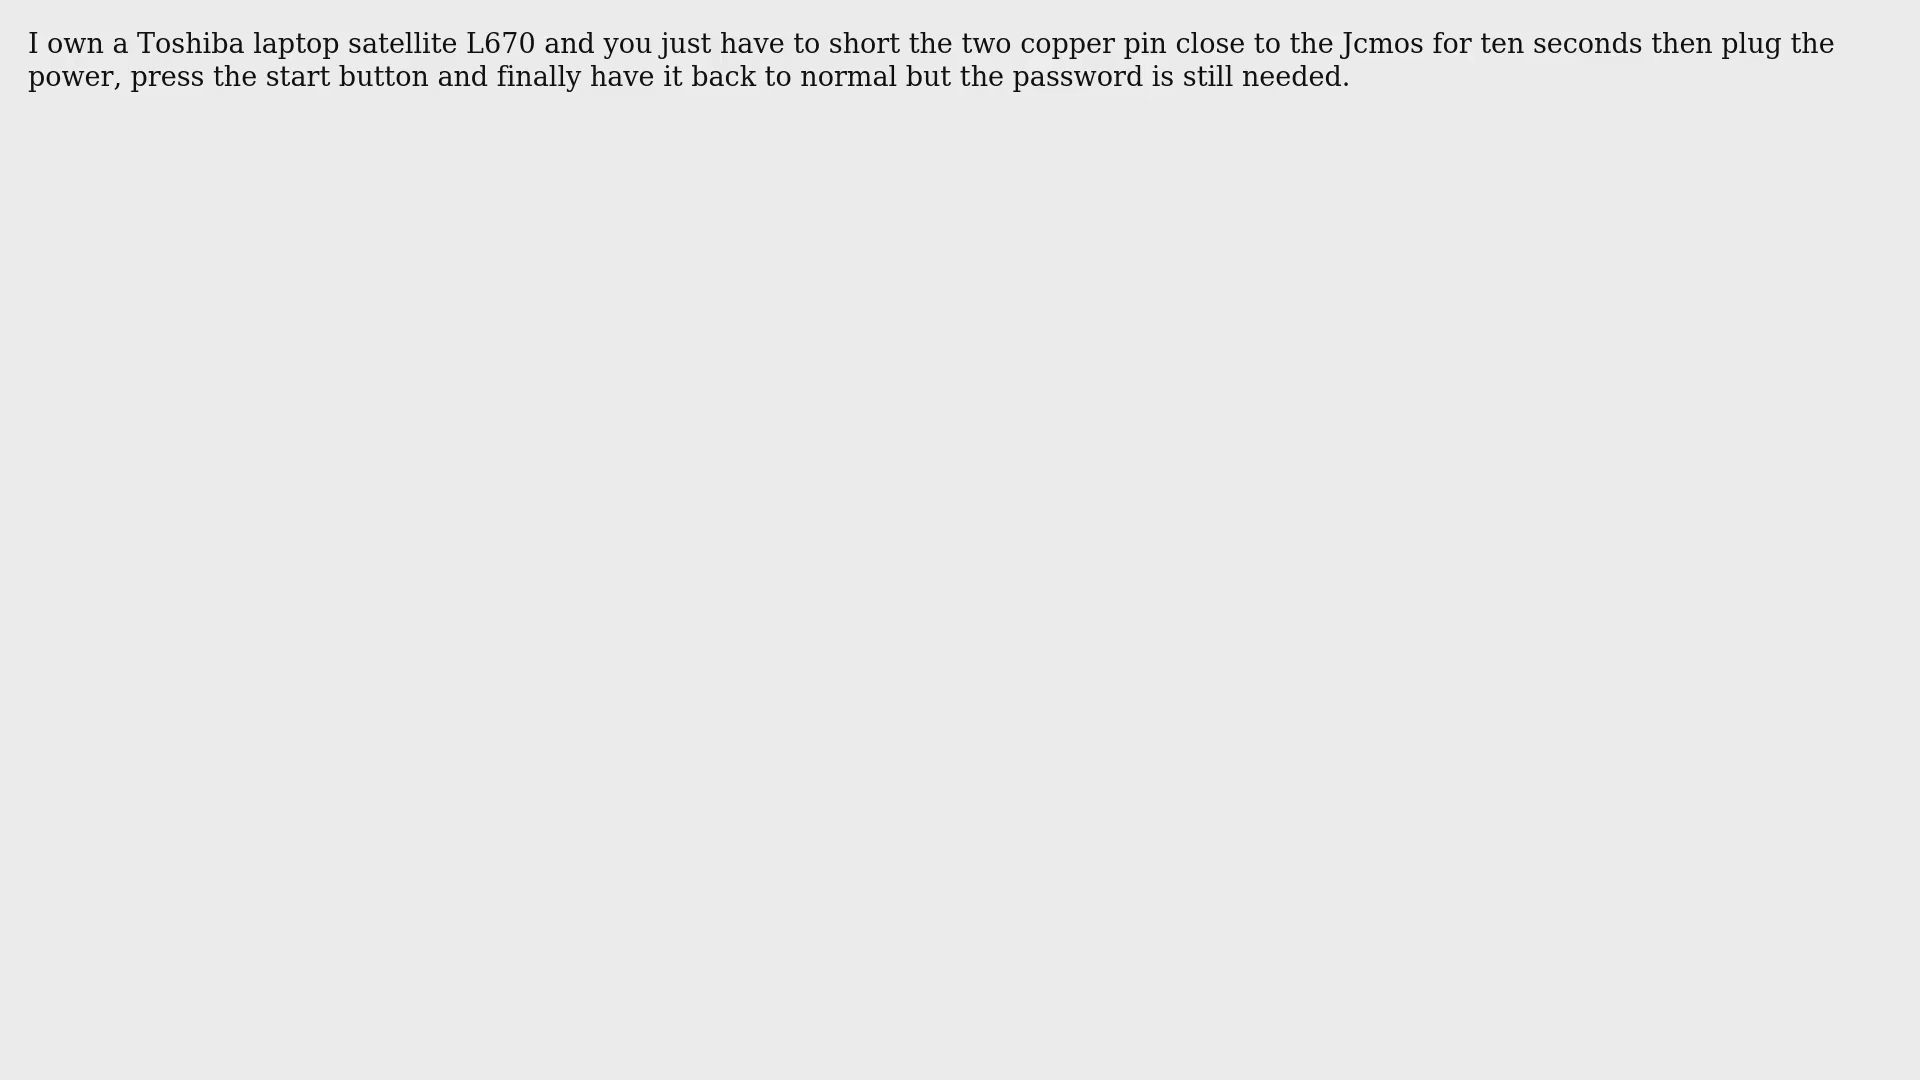 I own a Toshiba laptop satellite L670 and you just have to short the two copper pin close to the Jcmos for ten seconds then plug the
power, press the start button and finally have it back to normal but the password is still needed.